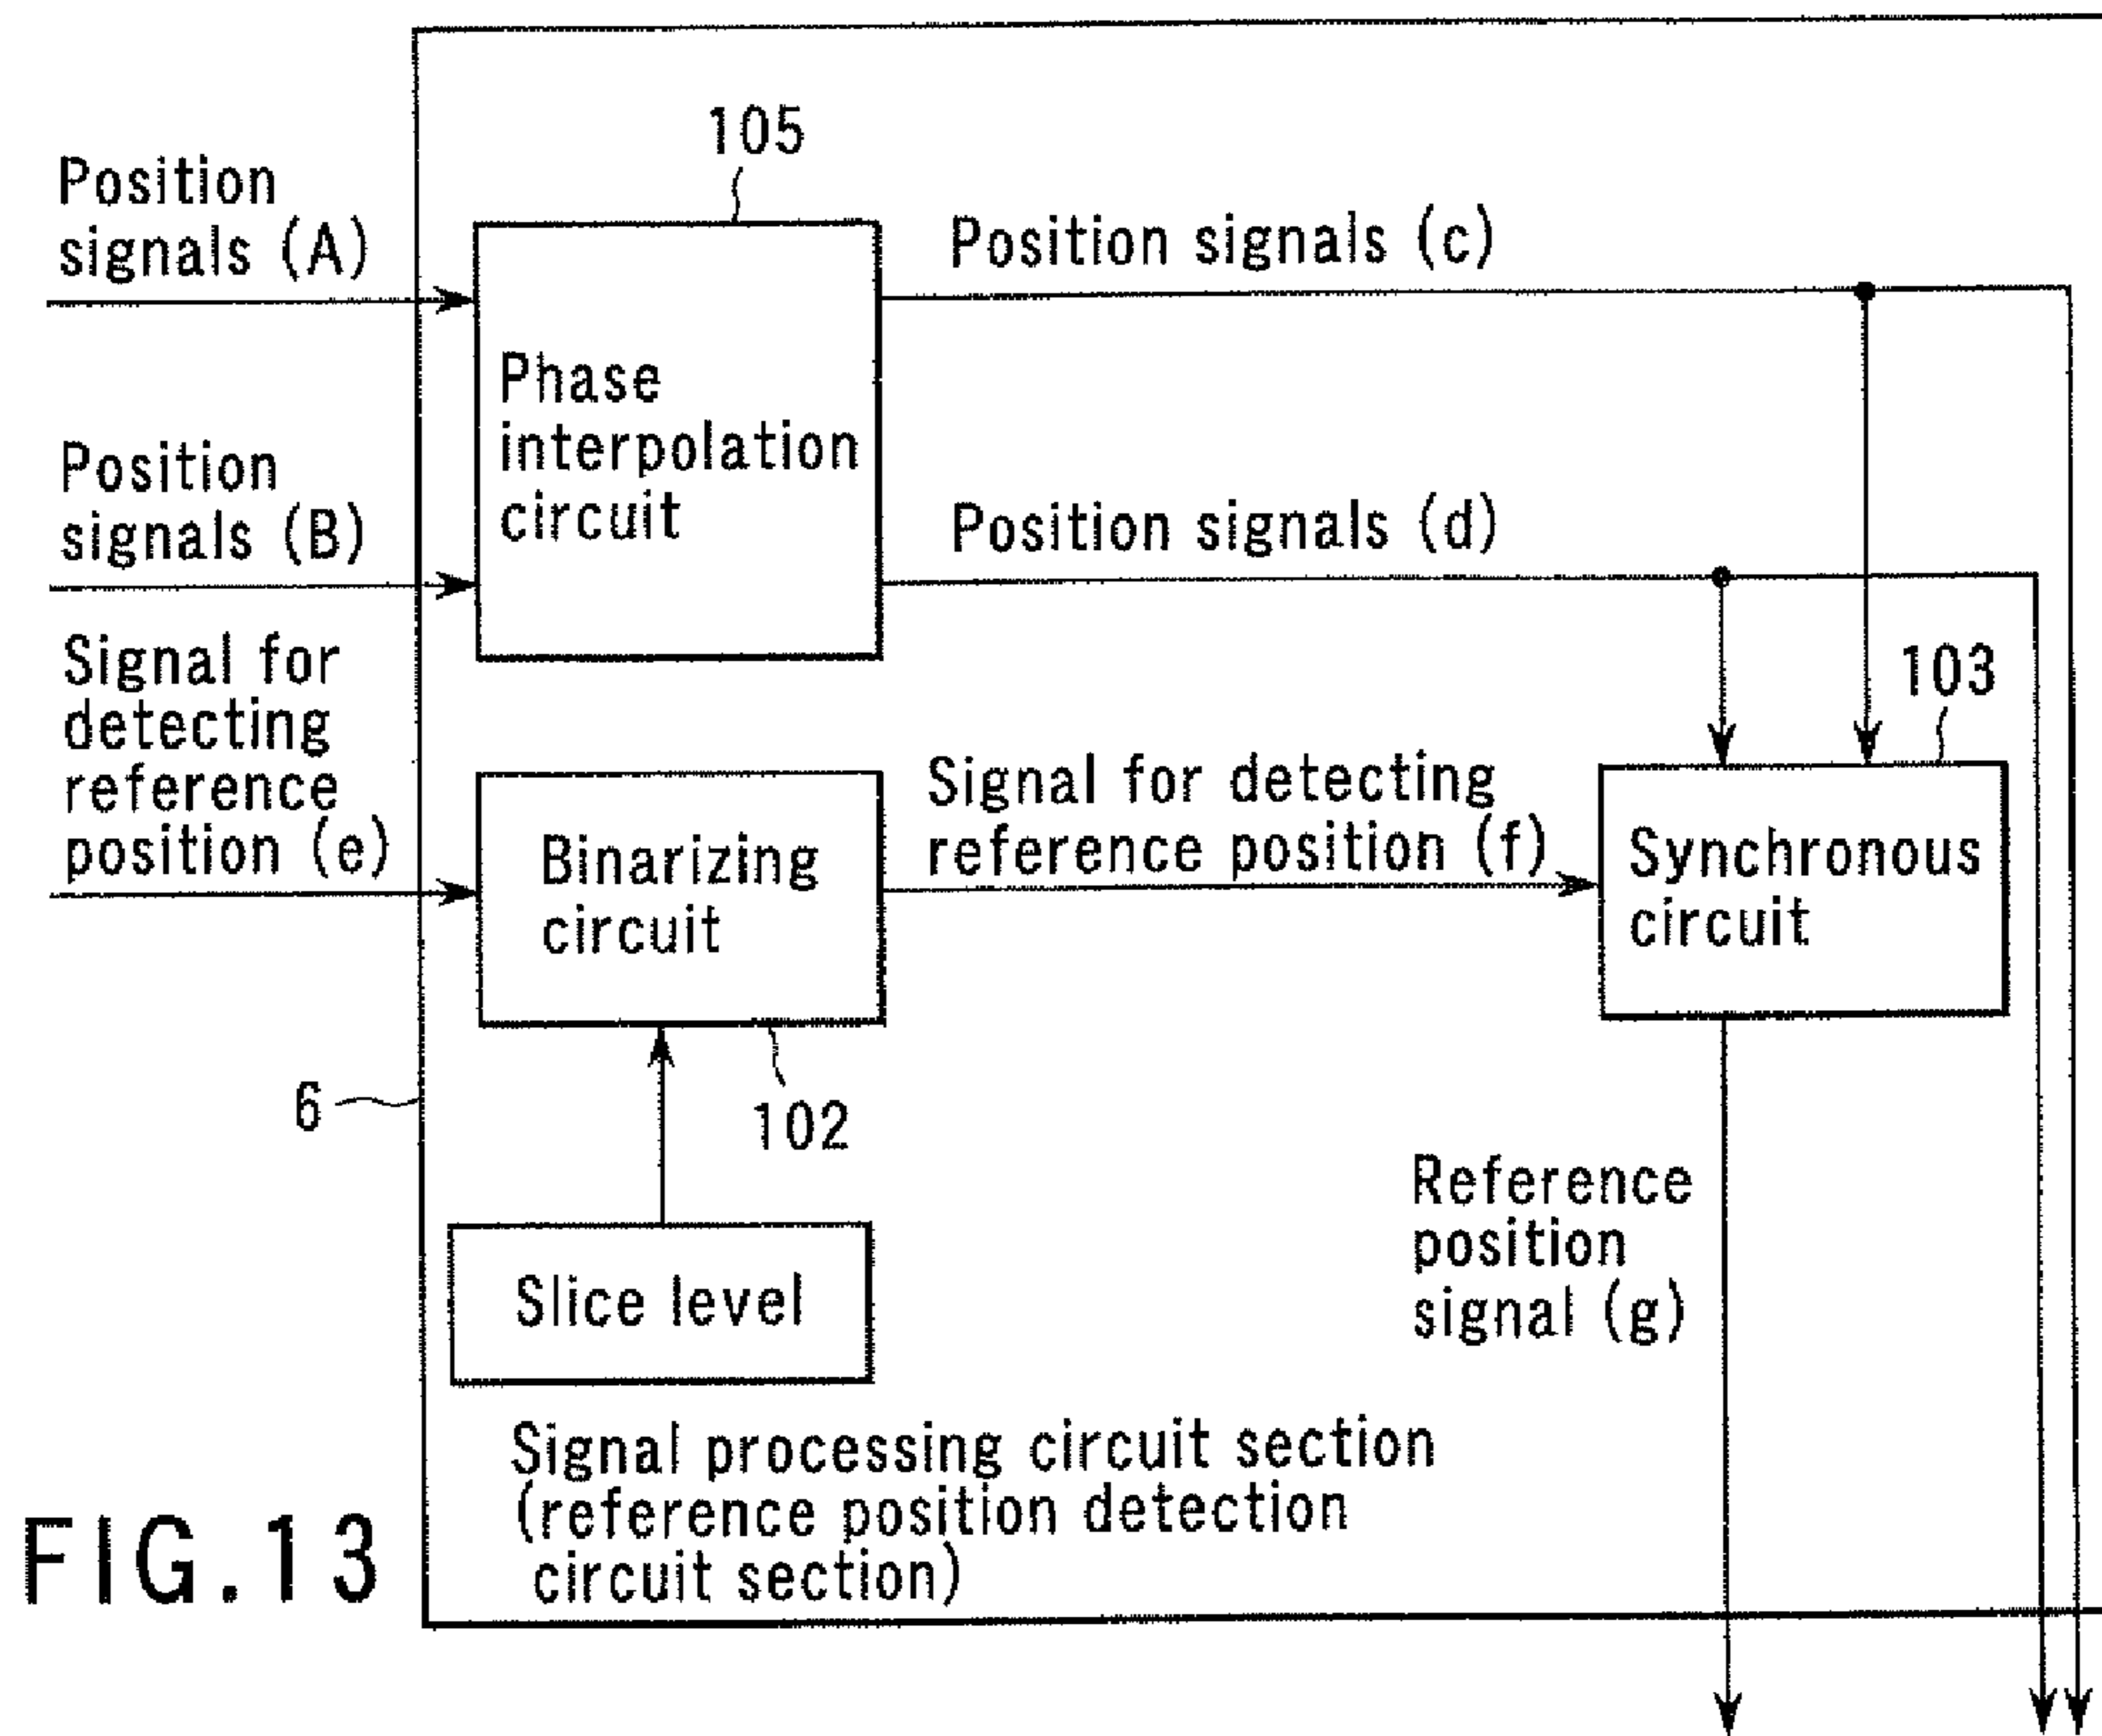 105
Position
signals (A)
Phase
interpolation
circuit
Position signals (c)
Position
signals (B)
Position signals (d)
Signal for
detecting
reference
position (e)
103
Binarizing
circuit
Signal for detecting
reference position (f)
Synchronous
circuit
6
102
Slice level
Reference
position
signal (g)
Signal processing circuit section
(reference position detection
circuit section)
FIG.13